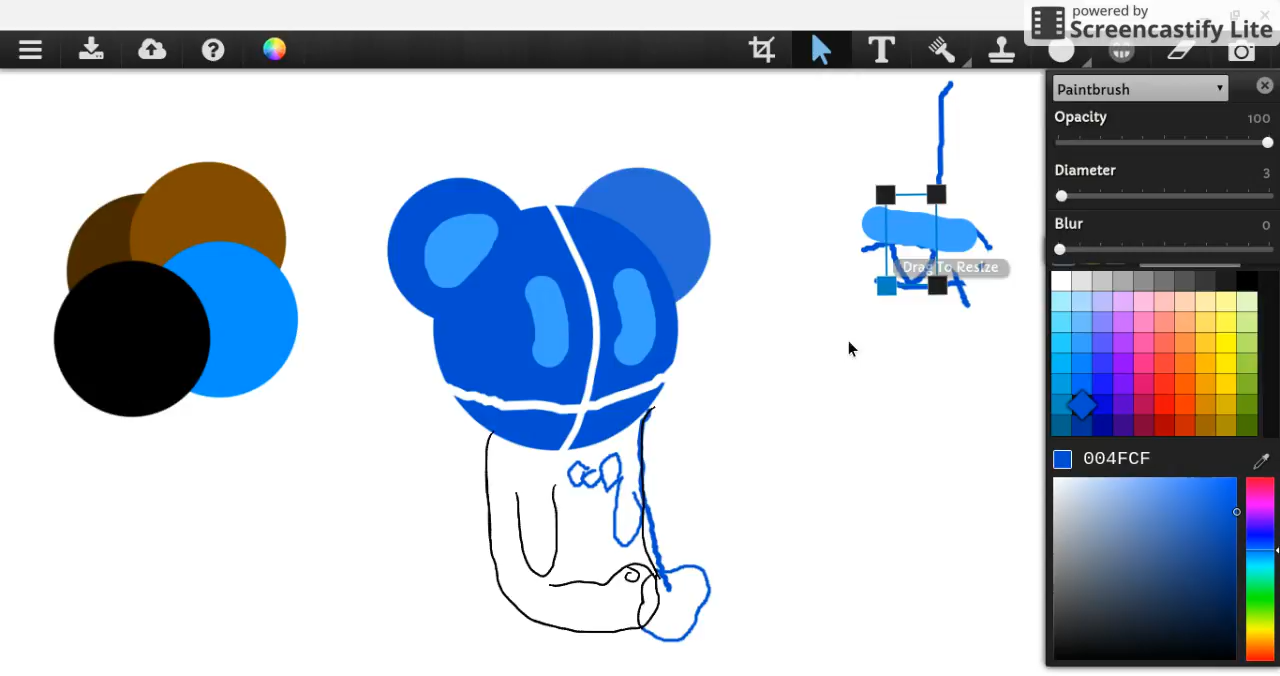 powered by
Screencastify Lite
T
Paintbrush
Opacity
100
Diameter
3
Blur
0
Drag To Resize
004FCF